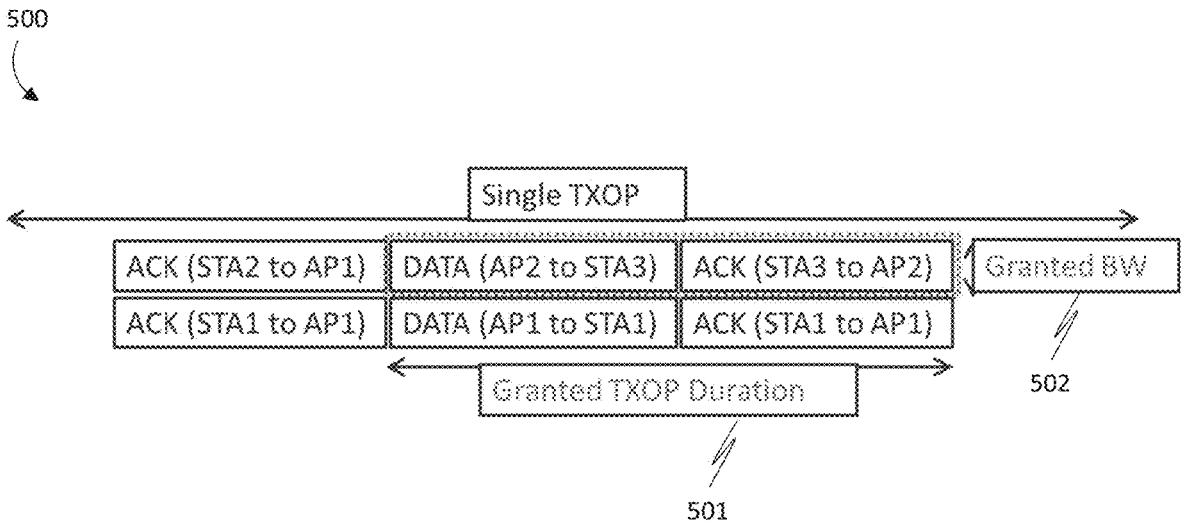 500
Single TXOP
ACK (STA2 to AP1) DATA (AP2 to STA3) ACK (STA3 to AP2) Granted BW
ACK (STA1 to AP1) DATA (AP1 to STA1) ACK (STA1 to AP1)
502
Granted TXOP Duration
501